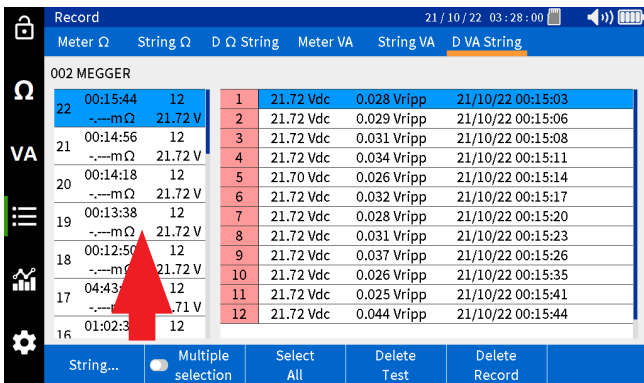 Record 21/10/22 03:28:00
Meter Ω String Ω D Ω String Meter VA String VA D VA String
002 MEGGER
Ω
VA
22 00:15:44 12
-.---mΩ 21.72 V
21 00:14:56 12
-.---mΩ 21.72 V
20 00:14:18 12
-.---mΩ 21.72 V
19 00:13:38 12
-.---mΩ 21.72 V
18 00:12:50 12
-.---mΩ 21.72 V
17 04:43: 12
.71 V
16 01:02:3 12
1 21.72 Vdc 0.028 Vripp 21/10/22 00:15:03
2 21.72 Vdc 0.029 Vripp 21/10/22 00:15:06
3 21.72 Vdc 0.031 Vripp 21/10/22 00:15:08
4 21.72 Vdc 0.034 Vripp 21/10/22 00:15:11
5 21.70 Vdc 0.026 Vripp 21/10/22 00:15:14
6 21.72 Vdc 0.032 Vripp 21/10/22 00:15:17
7 21.72 Vdc 0.028 Vripp 21/10/22 00:15:20
8 21.72 Vdc 0.031 Vripp 21/10/22 00:15:23
9 21.72 Vdc 0.037 Vripp 21/10/22 00:15:26
10 21.72 Vdc 0.026 Vripp 21/10/22 00:15:35
11 21.72 Vdc 0.025 Vripp 21/10/22 00:15:41
12 21.72 Vdc 0.044 Vripp 21/10/22 00:15:44
String...
Multiple
selection
Select
All
Delete
Test
Delete
Record